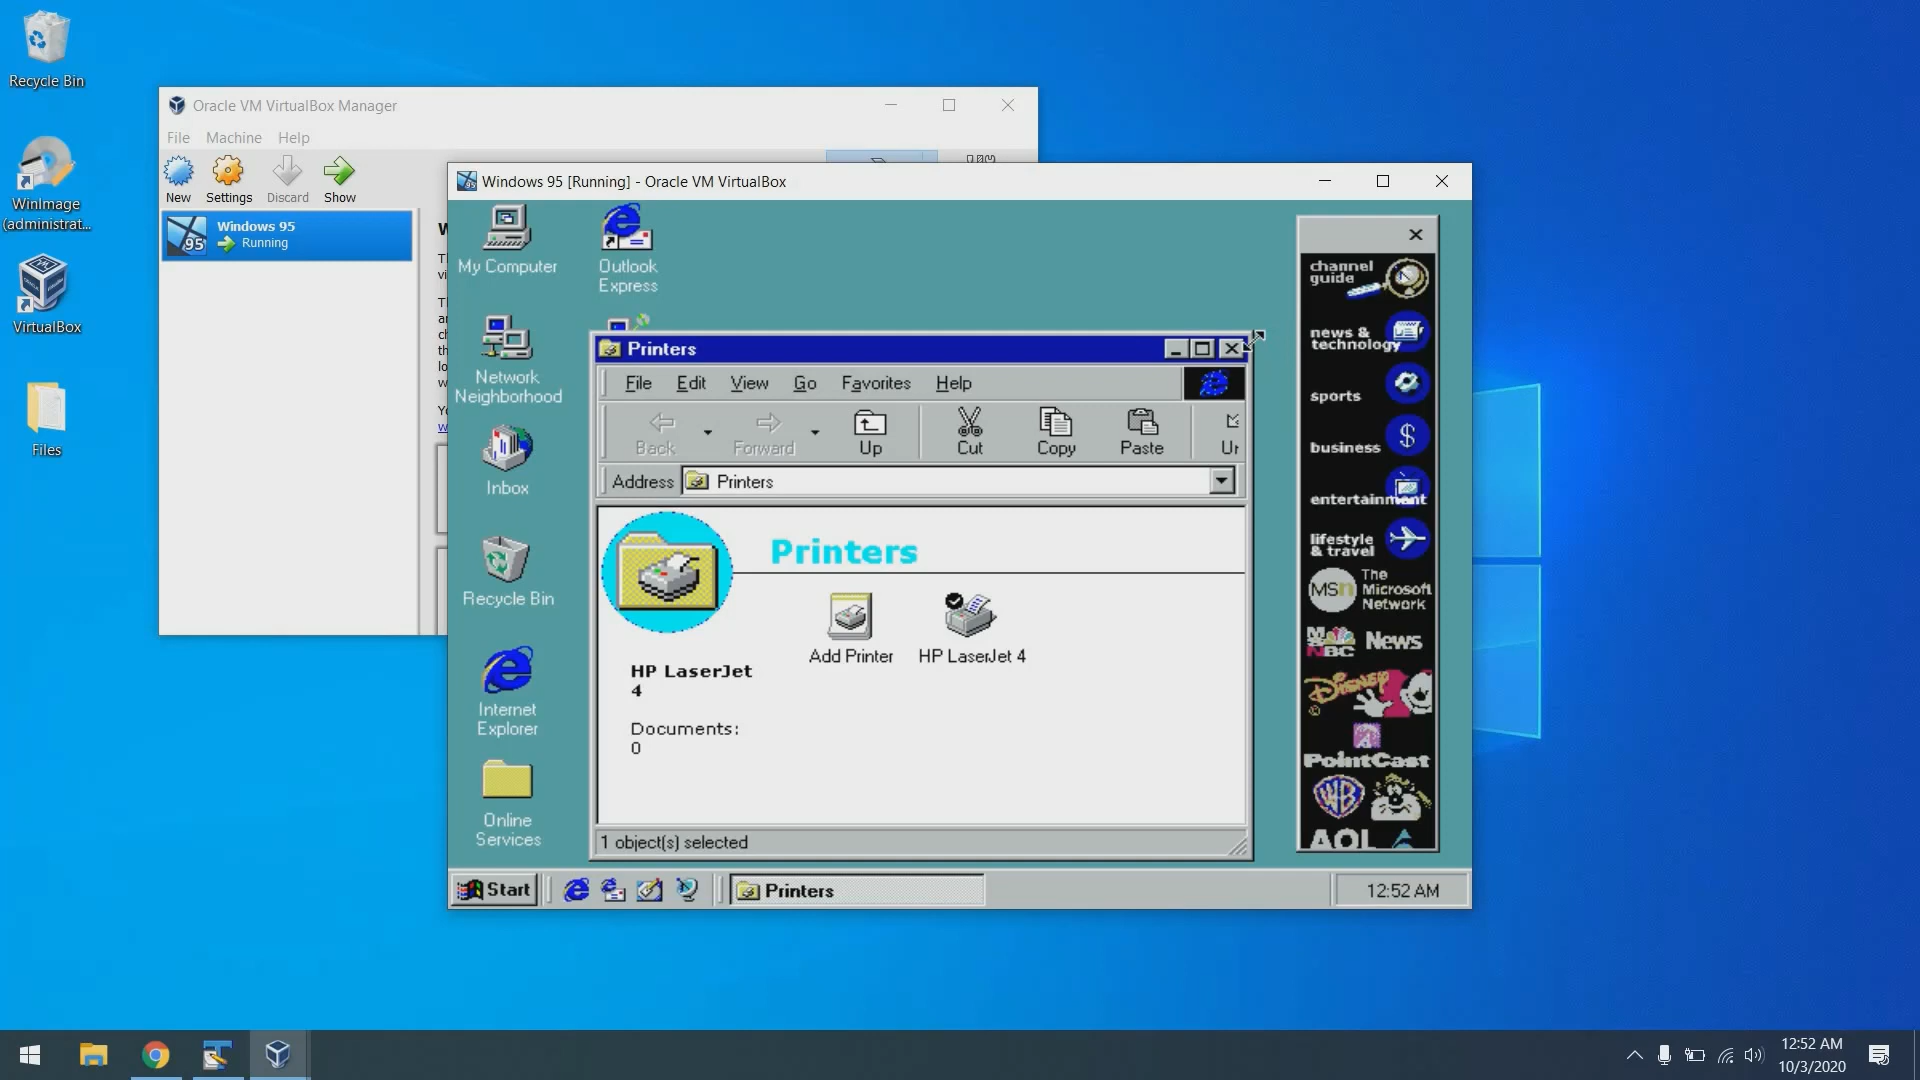 Recycle Bin
WinImage
(administrat...
VirtualBox
Files
Oracle VM VirtualBox Manager
File Machine Help
New Settings Discard Show
Windows 95
Running
Windows 95 [Running] - Oracle VM VirtualBox
My Computer
Outlook
Express
Network
Neighborhood
Inbox
Recycle Bin
Internet
Explorer
Online
Services
Printers
File Edit View Go Favorites Help
Back Forward Up Cut Copy Paste
Address Printers
Printers
Add Printer
HP LaserJet 4
HP LaserJet
4
Documents:
0
1 object(s) selected
channel
guide
news &
technology
sports
business
entertainment
lifestyle
& travel
msn The
Microsoft
Network
MSNBC News
Disney
PointCast
WB
AOL
Start
Printers
12:52 AM
12:52 AM
10/3/2020